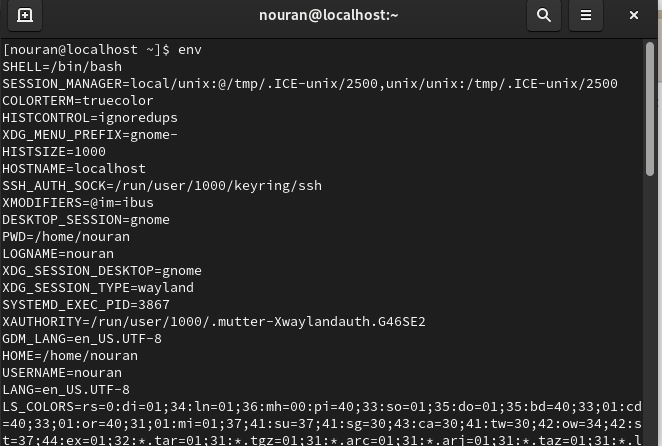 nouran@localhost:~
[nouran@localhost ~]$ env
SHELL=/bin/bash
SESSION_MANAGER=local/unix:@/tmp/.ICE-unix/2500,unix/unix:/tmp/.ICE-unix/2500
COLORTERM=truecolor
HISTCONTROL=ignoredups
XDG_MENU_PREFIX=gnome-
HISTSIZE=1000
HOSTNAME=localhost
SSH_AUTH_SOCK=/run/user/1000/keyring/ssh
XMODIFIERS=@im=ibus
DESKTOP_SESSION=gnome
PWD=/home/nouran
LOGNAME=nouran
XDG_SESSION_DESKTOP=gnome
XDG_SESSION_TYPE=wayland
SYSTEMD_EXEC_PID=3867
XAUTHORITY=/run/user/1000/.mutter-Xwaylandauth.G46SE2
GDM_LANG=en_US.UTF-8
HOME=/home/nouran
USERNAME=nouran
LANG=en_US.UTF-8
LS_COLORS=rs=0:di=01;34:ln=01;36:mh=00:pi=40;33:so=01;35:do=01;35:bd=40;33;01:cd
=40;33;01:or=40;31;01:mi=01;37;41:su=37;41:sg=30;43:ca=30;41:tw=30;42:ow=34;42:s
t=37;44:ex=01;32:*.tar=01;31:*.tgz=01;31:*.arc=01;31:*.arj=01;31:*.taz=01;31:*.l